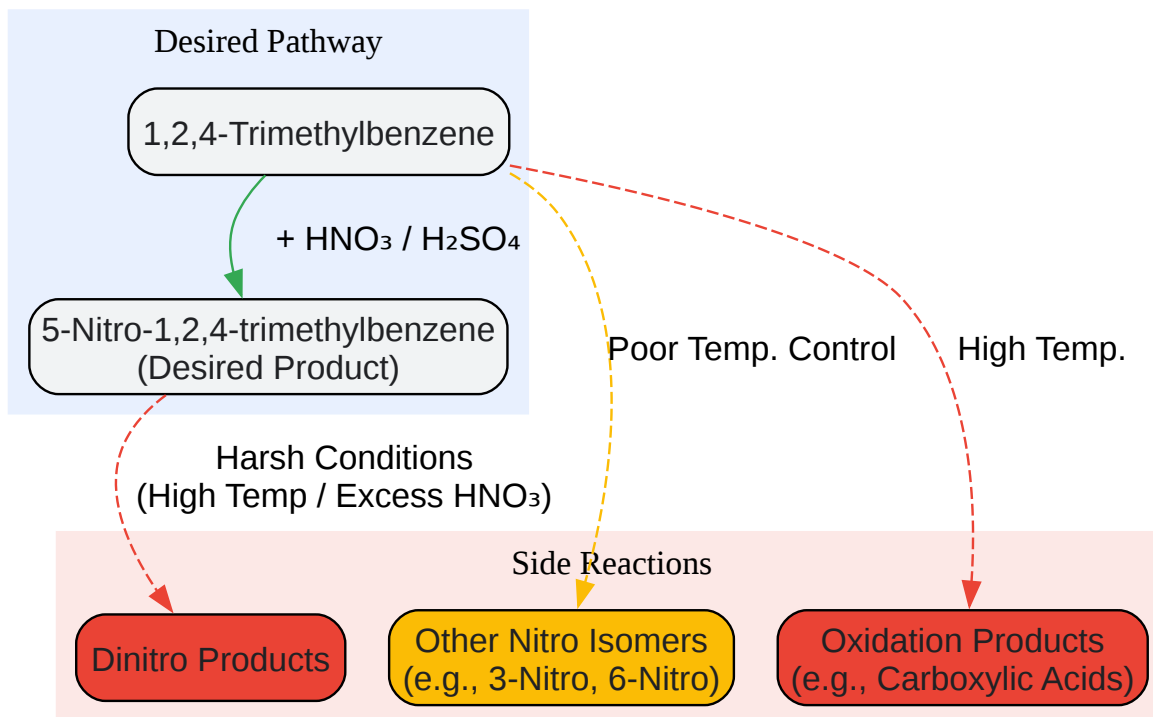 Desired Pathway
1,2,4-Trimethylbenzene
+ HNO₃ / H₂SO₄
5-Nitro-1,2,4-trimethylbenzene
(Desired Product)
Poor Temp. Control
High Temp.
Harsh Conditions
(High Temp / Excess HNO₃)
Side Reactions
Dinitro Products
Other Nitro Isomers
(e.g., 3-Nitro, 6-Nitro)
Oxidation Products
(e.g., Carboxylic Acids)